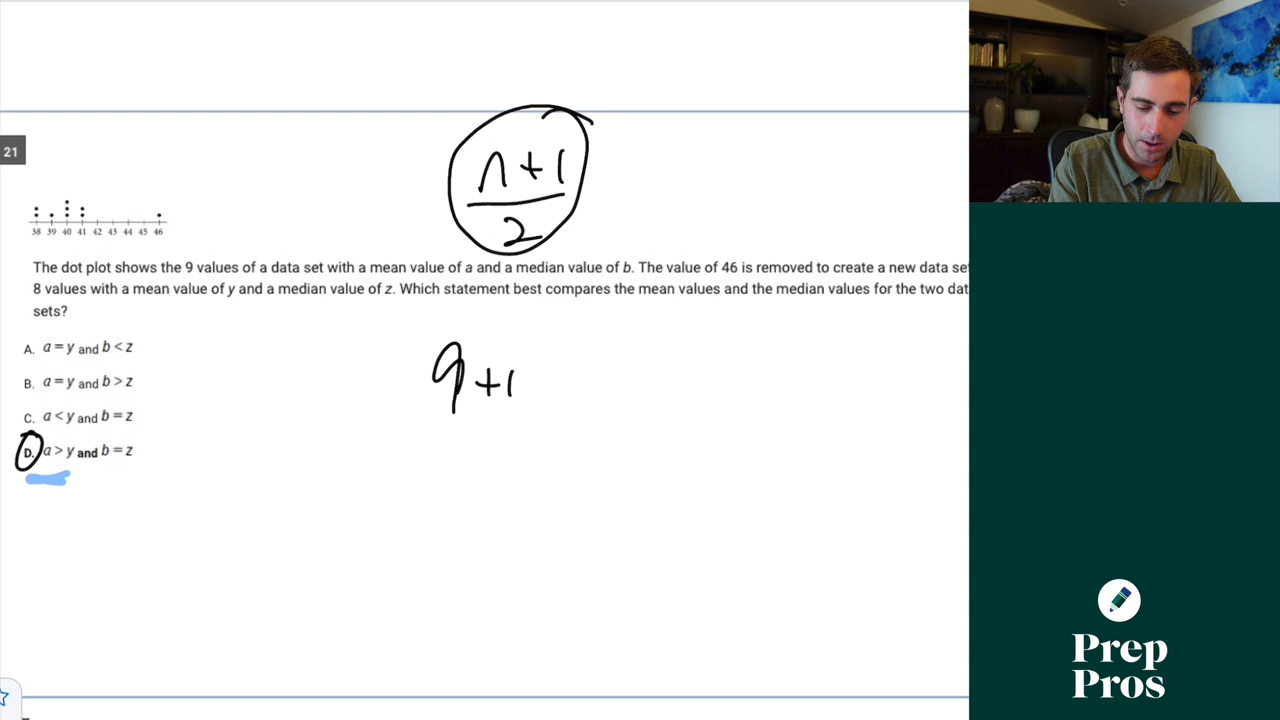 n+1
2
21
38 39 40 41 42 43 44 45 46
The dot plot shows the 9 values of a data set with a mean value of a and a median value of b. The value of 46 is removed to create a new data se
8 values with a mean value of y and a median value of z. Which statement best compares the mean values and the median values for the two dat
sets?
A. a = y and b < z
B. a = y and b > z
C. a < y and b = z
D. a > y and b = z
9+1
Prep
Pros